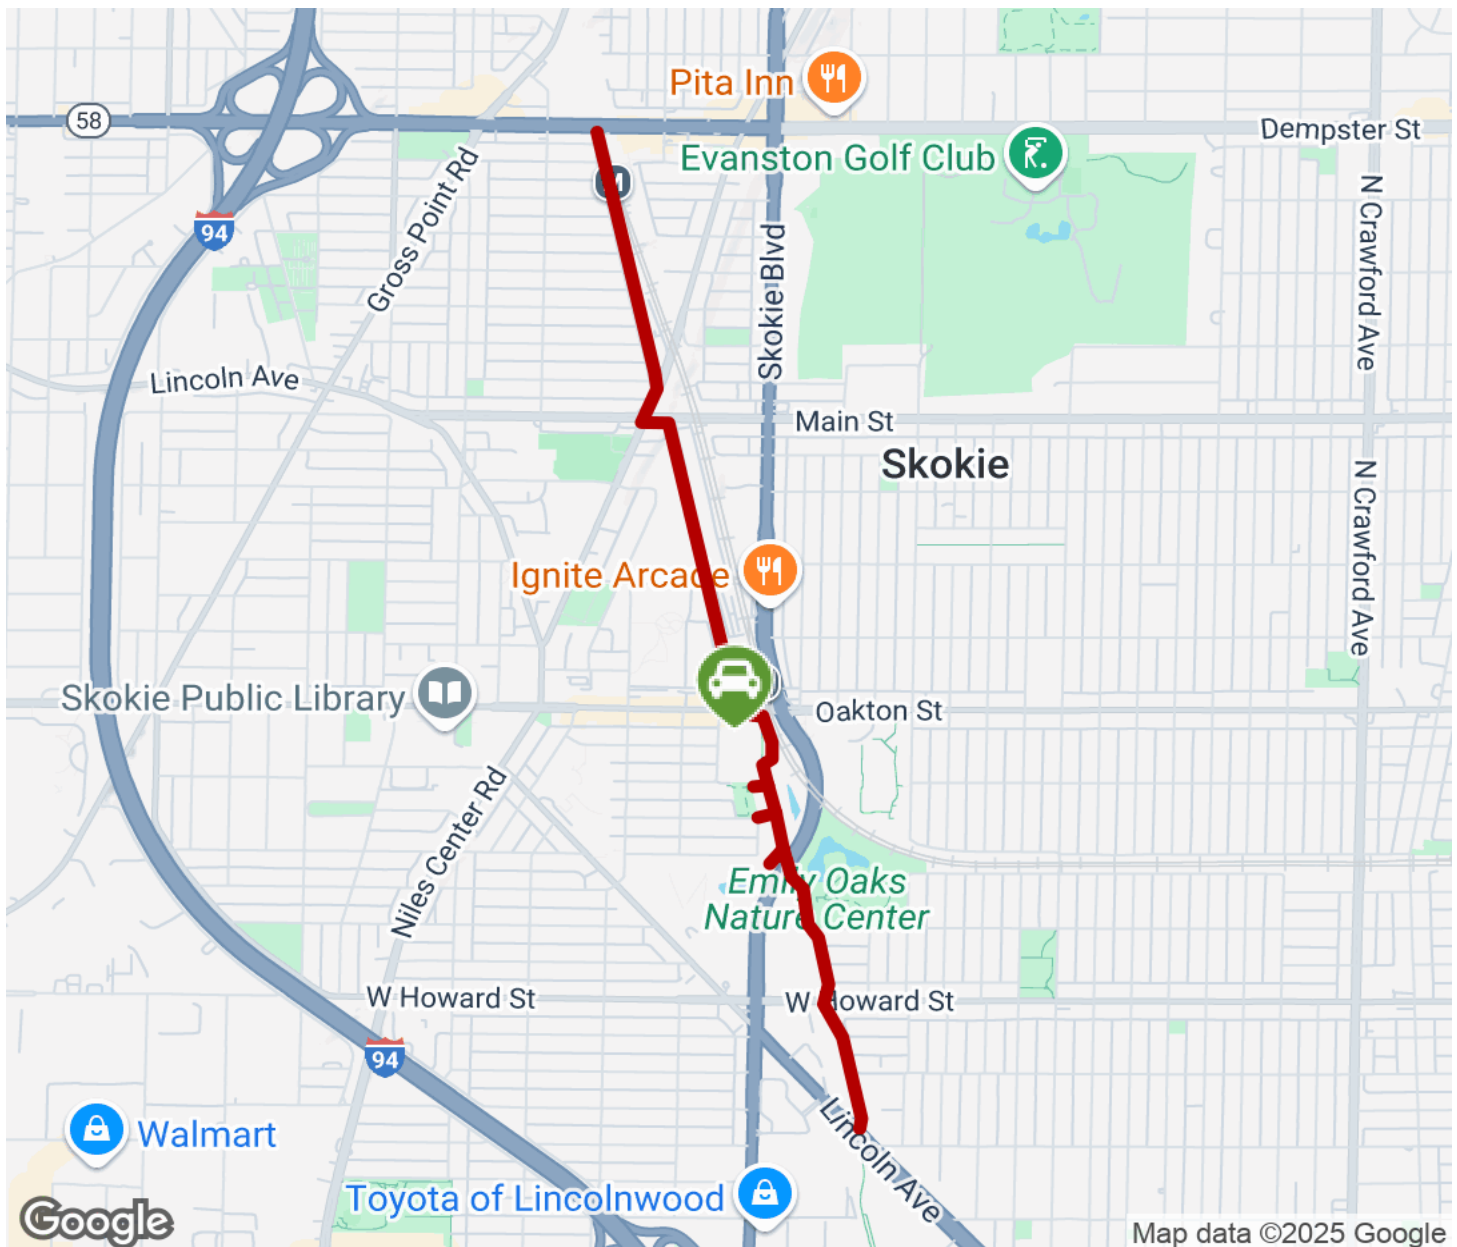 Pita Inn
58
Dempster St
Evanston Golf Club
Gross Point Rd
N Crawford Ave
94
Skokie Blvd
Lincoln Ave
Main St
Skokie
N Crawford Ave
Ignite Arcade
Skokie Public Library
Oakton St
Niles Center Rd
Emily Oaks
Nature Center
W Howard St
W Howard St
94
Lincoln Ave
Walmart
Toyota of Lincolnwood
Google
Map data ©2025 Google